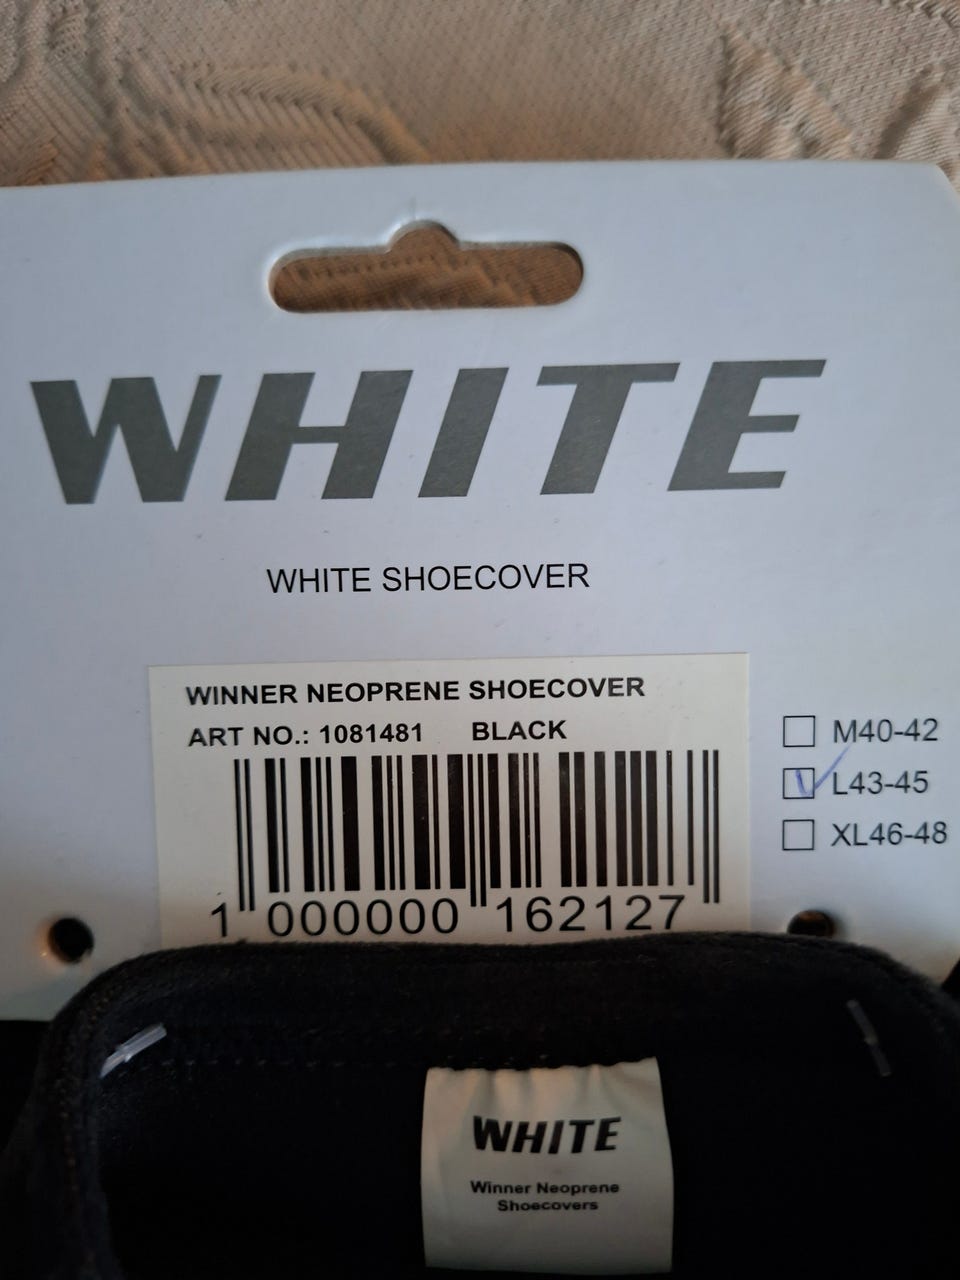 WHITE
WHITE SHOECOVER
WINNER NEOPRENE SHOECOVER
ART NO.: 1081481 BLACK
M40-42
L43-45
XL46-48
1 000000 162127
WHITE
Winner Neoprene
Shoecovers